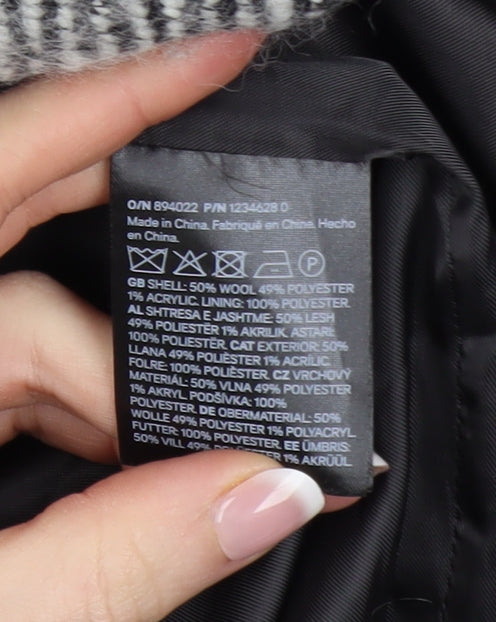 O/N 894022 P/N 1234628 0
Made in China. Fabriqué en Chine. Hecho
en China.
P
GB SHELL: 50% WOOL 49% POLYESTER
1% ACRYLIC. LINING: 100% POLYESTER.
AL SHTRESA E JASHTME: 50% LESH
49% POLIESTËR 1% AKRILIK. ASTARI:
100% POLIESTËR. CAT EXTERIOR: 50%
LLANA 49% POLIÈSTER 1% ACRÍLIC.
FOLRE: 100% POLIÈSTER. CZ VRCHOVÝ
MATERIÁL: 50% VLNA 49% POLYESTER
1% AKRYL. PODŠÍVKA: 100%
POLYESTER. DE OBERMATERIAL: 50%
WOLLE 49% POLYESTER 1% POLYACRYL.
FUTTER: 100% POLYESTER. EE ÜMBRIS:
50% VILL 49% POLÜESTER 1% AKRÜÜL.